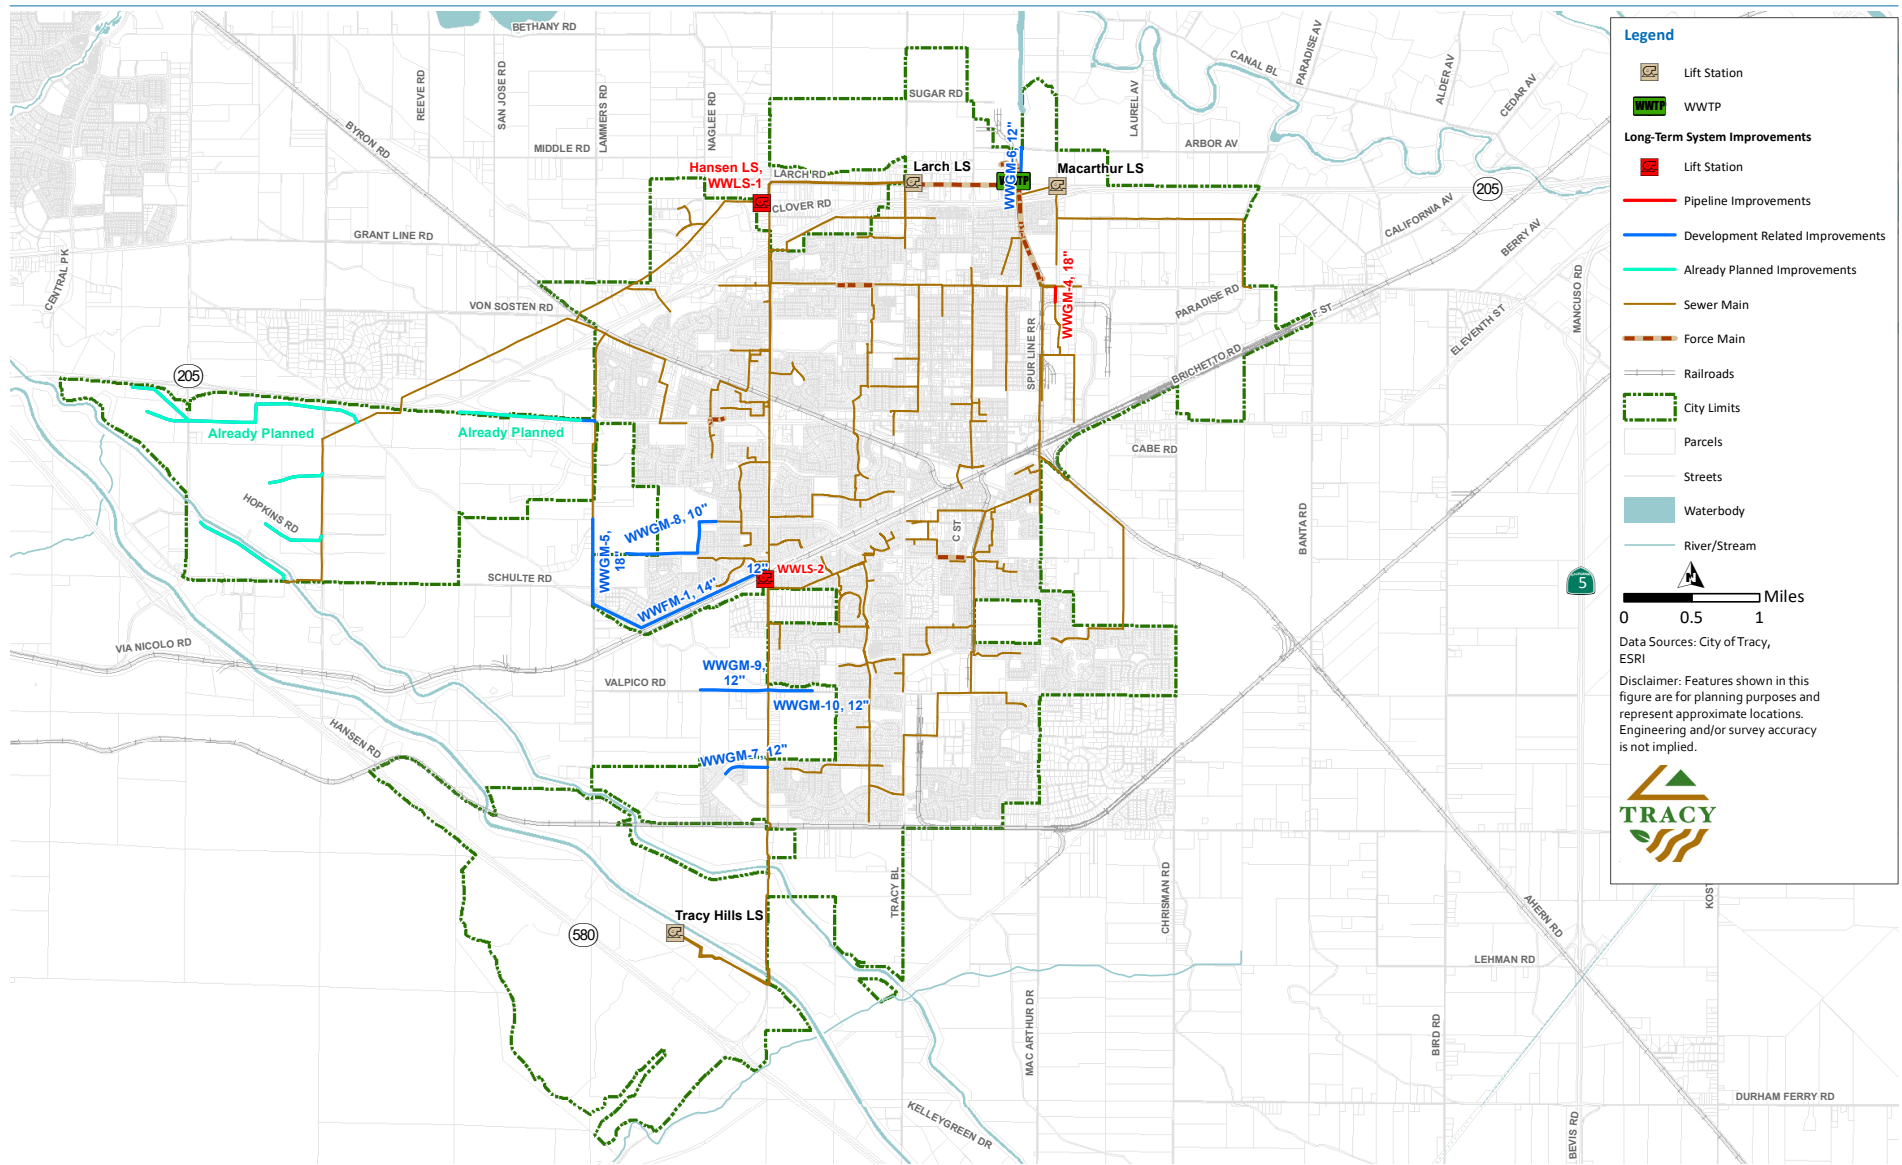 BETHANY RD
CANAL BL
PARADISE AV
ALDER AV
CEDAR AV
REEVE RD
SAN JOSE RD
LAMMERS RD
NAGLEE RD
SUGAR RD
LAUREL AV
BYRON RD
MIDDLE RD
ARBOR AV
WWGM-6, 12"
Hansen LS,
WWLS-1
LARCH RD
Larch LS
WWTP
Macarthur LS
205
CLOVER RD
CALIFORNIA AV
BERRY AV
GRANT LINE RD
CENTRAL PK
VON SOSTEN RD
WWGM-4, 18"
PARADISE RD
F ST
MANCUSO RD
ELEVENTH ST
SPUR LINE RR
BRICHETTO RD
205
Already Planned
Already Planned
CABE RD
HOPKINS RD
WWGM-8, 10"
WWGM-5,
18"
C ST
BANTA RD
SCHULTE RD
12"
WWLS-2
WWFM-1, 14"
5
VIA NICOLO RD
WWGM-9,
12"
VALPICO RD
WWGM-10, 12"
HANSEN RD
WWGM-7, 12"
TRACY BL
CHRISMAN RD
Tracy Hills LS
580
AHERN RD
KOST
LEHMAN RD
MAC ARTHUR DR
BIRD RD
KELLEYGREEN DR
DURHAM FERRY RD
BEVIS RD
Legend
Lift Station
WWTP
WWTP
Long-Term System Improvements
Lift Station
Pipeline Improvements
Development Related Improvements
Already Planned Improvements
Sewer Main
Force Main
Railroads
City Limits
Parcels
Streets
Waterbody
River/Stream
N
Miles
0 0.5 1
Data Sources: City of Tracy,
ESRI
Disclaimer: Features shown in this
figure are for planning purposes and
represent approximate locations.
Engineering and/or survey accuracy
is not implied.
TRACY